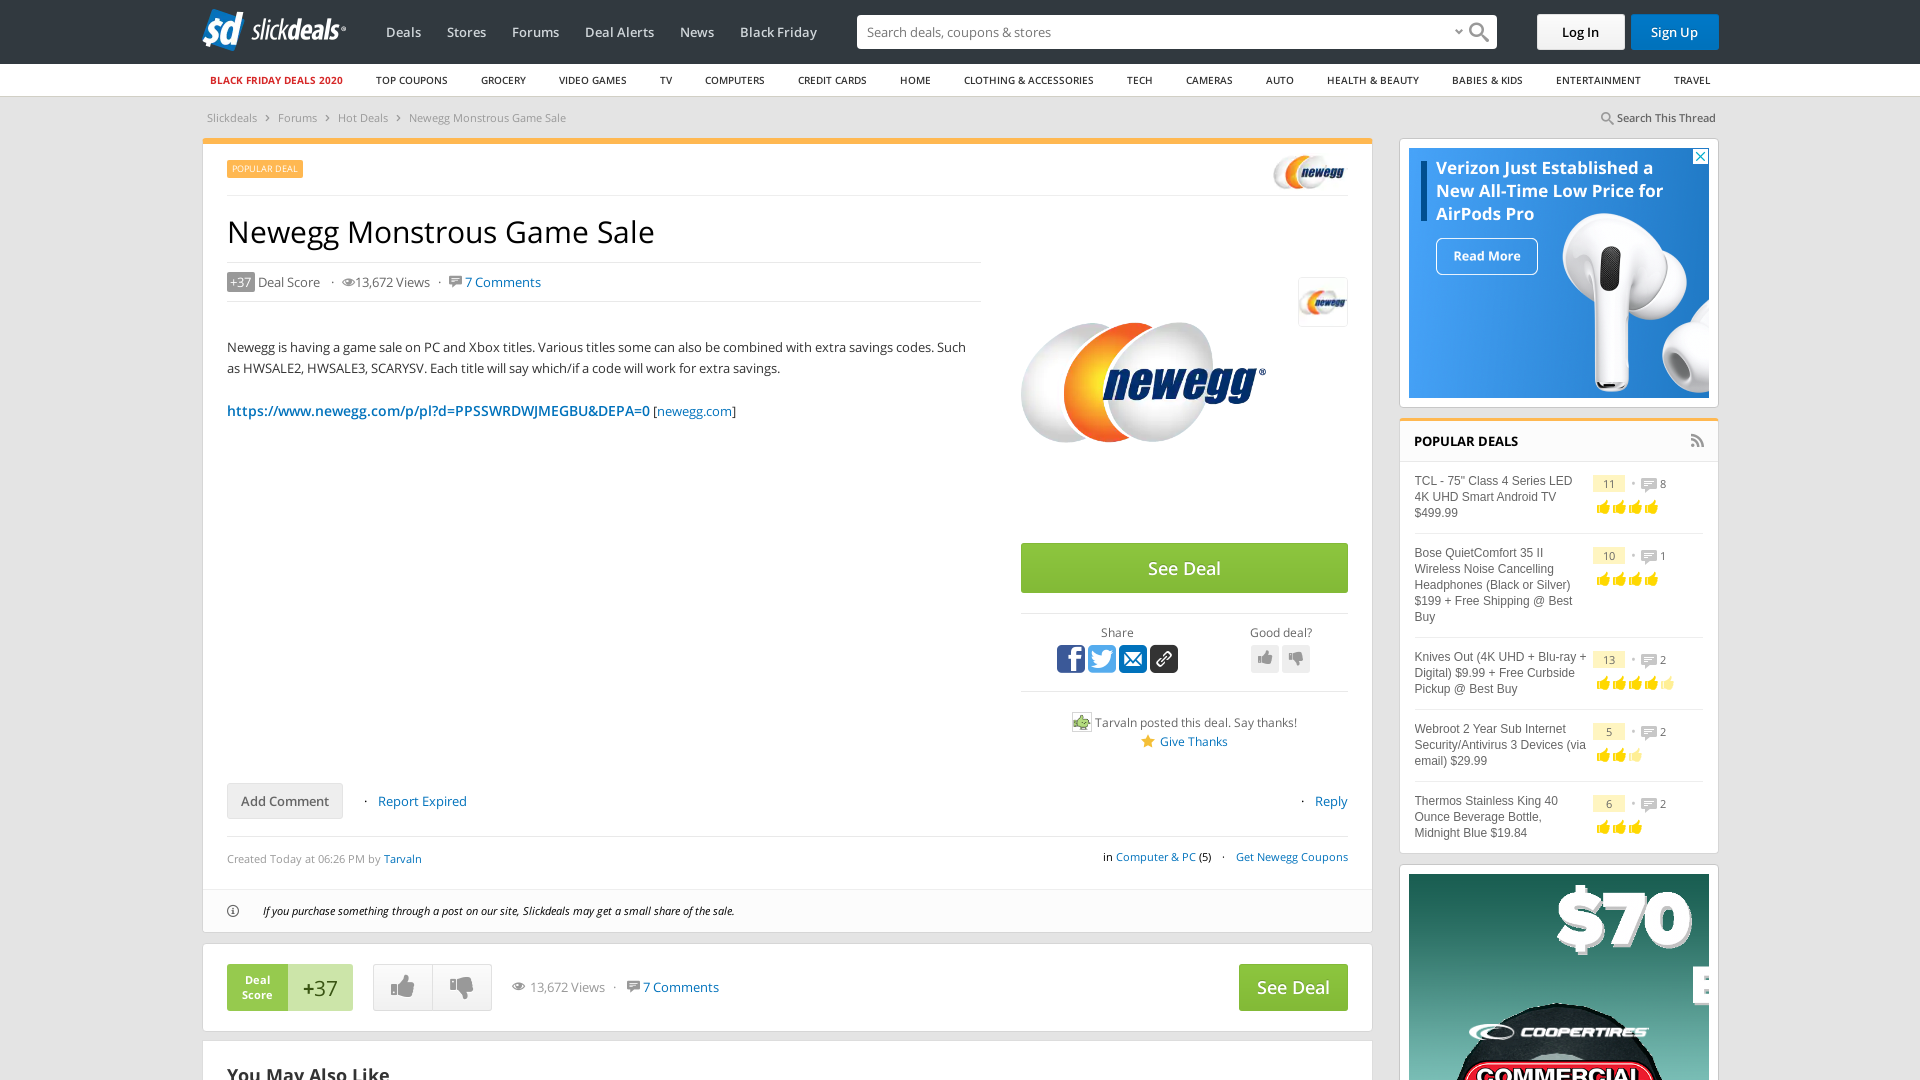 sd slickdeals
Deals
Stores
Forums
Deal Alerts
News
Black Friday
Search deals, coupons & shops
Log In
Sign Up
BLACK FRIDAY DEALS 2020
TOP COUPONS
GROCERY
VIDEO GAMES
TV
COMPUTERS
CREDIT CARDS
HOME
CLOTHING & ACCESSORIES
TECH
CAMERAS
AUTO
HEALTH & BEAUTY
BABIES & KIDS
ENTERTAINMENT
TRAVEL
Slickdeals > Forums > Hot Deals > Newegg Monstrous Game Sale
Search This Thread
POPULAR DEAL
newegg
Newegg Monstrous Game Sale
+37 Deal Score · 13,672 Views · 7 Comments
Newegg is having a game sale on PC and Xbox titles. Various titles some can also be combined with extra savings codes. Such
as HWSALE2, HWSALE3, SCARYSV. Each title will say which/if a code will work for extra savings.
https://www.newegg.com/p/pl?d=PPSSWRDWJMEGBU&DEPA=0 [newegg.com]
newegg
newegg®
See Deal
Share
Good deal?
Tarvaln posted this deal. Say thanks!
Give Thanks
Add Comment
· Report Expired
· Reply
Created Today at 06:26 PM by Tarvaln
in Computer & PC (5) · Get Newegg Coupons
If you purchase something through a post on our site, Slickdeals may get a small share of the sale.
Deal
Score
+37
13,672 Views · 7 Comments
See Deal
You May Also Like
Verizon Just Established a
New All-Time Low Price for
AirPods Pro
Read More
POPULAR DEALS
TCL - 75" Class 4 Series LED
4K UHD Smart Android TV
$499.99
11 • 8
Bose QuietComfort 35 II
Wireless Noise Cancelling
Headphones (Black or Silver)
$199 + Free Shipping @ Best
Buy
10 • 1
Knives Out (4K UHD + Blu-ray +
Digital) $9.99 + Free Curbside
Pickup @ Best Buy
13 • 2
Webroot 2 Year Sub Internet
Security/Antivirus 3 Devices (via
email) $29.99
5 • 2
Thermos Stainless King 40
Ounce Beverage Bottle,
Midnight Blue $19.84
6 • 2
$70
COOPERTIRES
COMMERCIAL